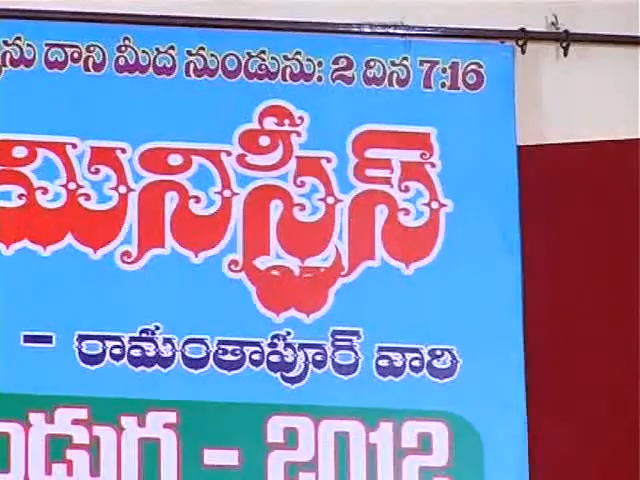 ను దాని మీద నుండును: 2 దిన 7:16
మినిస్ట్రీస్
- రామంతాపూర్ వారి
పండుగ - 2012